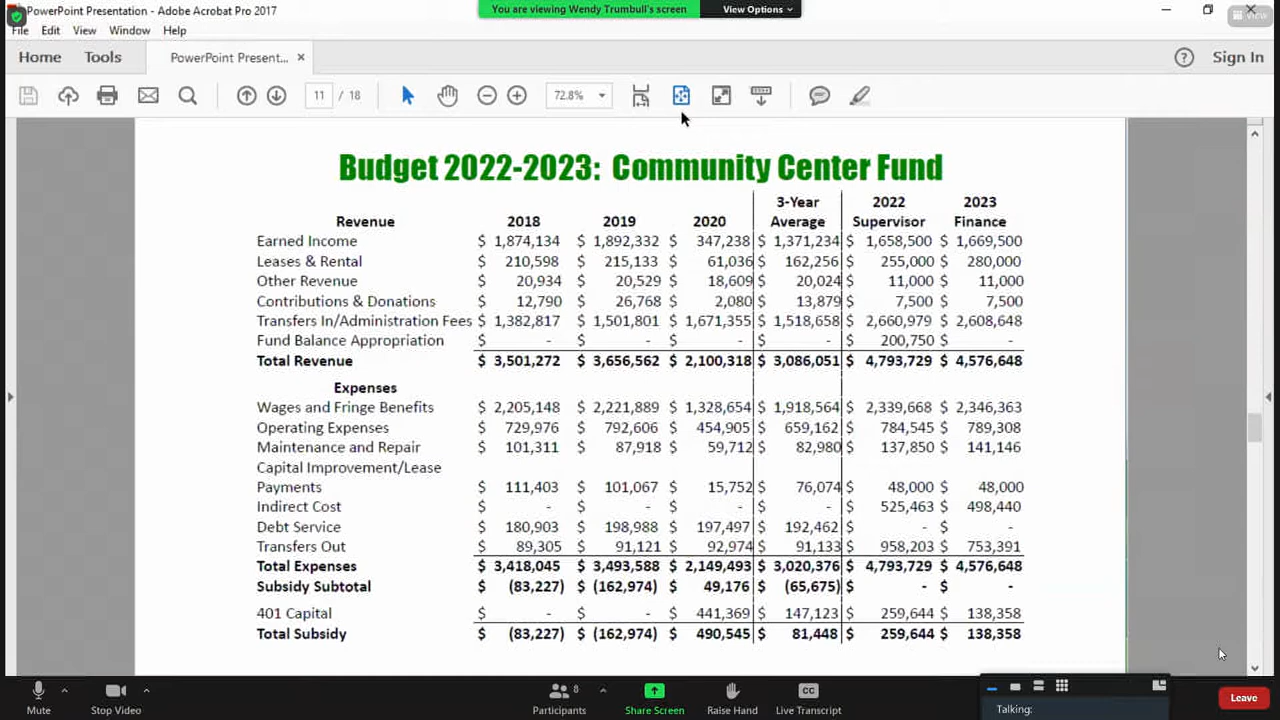 PowerPoint Presentation - Adobe Acrobat Pro 2017
You are viewing Wendy Trumbull's screen
View Options
View
File Edit View Window Help
Home Tools PowerPoint Present... ×
Sign In
11 / 18
72.8%
Budget 2022-2023: Community Center Fund
3-Year 2022 2023
Revenue 2018 2019 2020 Average Supervisor Finance
Earned Income $ 1,874,134 $ 1,892,332 $ 347,238 $ 1,371,234 $ 1,658,500 $ 1,669,500
Leases & Rental $ 210,598 $ 215,133 $ 61,036 $ 162,256 $ 255,000 $ 280,000
Other Revenue $ 20,934 $ 20,529 $ 18,609 $ 20,024 $ 11,000 $ 11,000
Contributions & Donations $ 12,790 $ 26,768 $ 2,080 $ 13,879 $ 7,500 $ 7,500
Transfers In/Administration Fees $ 1,382,817 $ 1,501,801 $ 1,671,355 $ 1,518,658 $ 2,660,979 $ 2,608,648
Fund Balance Appropriation $ - $ - $ - $ - $ 200,750 $ -
Total Revenue $ 3,501,272 $ 3,656,562 $ 2,100,318 $ 3,086,051 $ 4,793,729 $ 4,576,648
Expenses
Wages and Fringe Benefits $ 2,205,148 $ 2,221,889 $ 1,328,654 $ 1,918,564 $ 2,339,668 $ 2,346,363
Operating Expenses $ 729,976 $ 792,606 $ 454,905 $ 659,162 $ 784,545 $ 789,308
Maintenance and Repair $ 101,311 $ 87,918 $ 59,712 $ 82,980 $ 137,850 $ 141,146
Capital Improvement/Lease
Payments $ 111,403 $ 101,067 $ 15,752 $ 76,074 $ 48,000 $ 48,000
Indirect Cost $ - $ - $ - $ - $ 525,463 $ 498,440
Debt Service $ 180,903 $ 198,988 $ 197,497 $ 192,462 $ - $ -
Transfers Out $ 89,305 $ 91,121 $ 92,974 $ 91,133 $ 958,203 $ 753,391
Total Expenses $ 3,418,045 $ 3,493,588 $ 2,149,493 $ 3,020,376 $ 4,793,729 $ 4,576,648
Subsidy Subtotal $ (83,227) $ (162,974) $ 49,176 $ (65,675) $ - $ -
401 Capital $ - $ - $ 441,369 $ 147,123 $ 259,644 $ 138,358
Total Subsidy $ (83,227) $ (162,974) $ 490,545 $ 81,448 $ 259,644 $ 138,358
Mute Stop Video Participants 8 Share Screen Raise Hand CC Live Transcript
Talking:
Leave